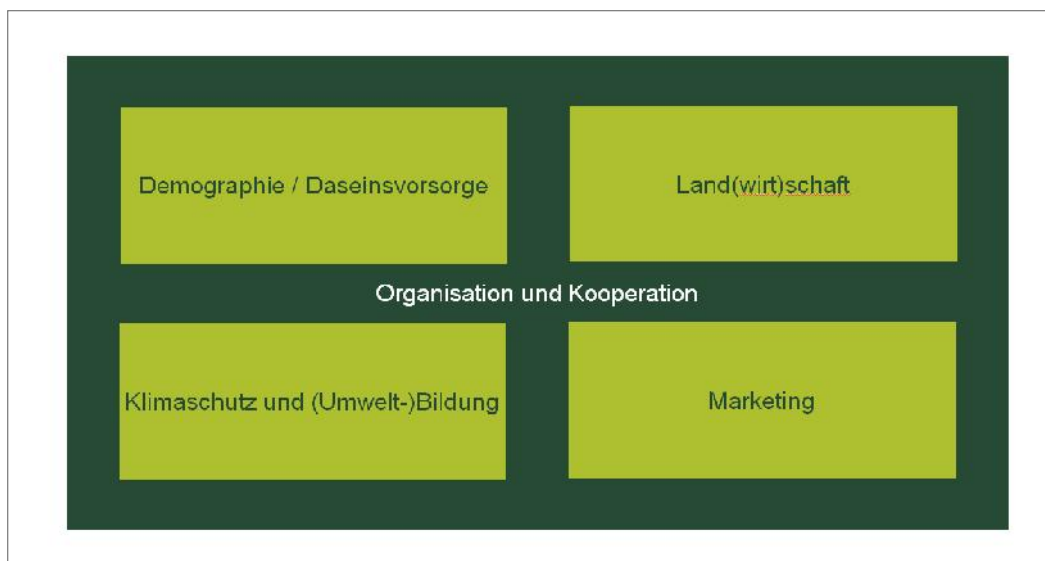 Demographie / Daseinsvorsorge
Land(wirt)schaft
Organisation und Kooperation
Klimaschutz und (Umwelt-)Bildung
Marketing